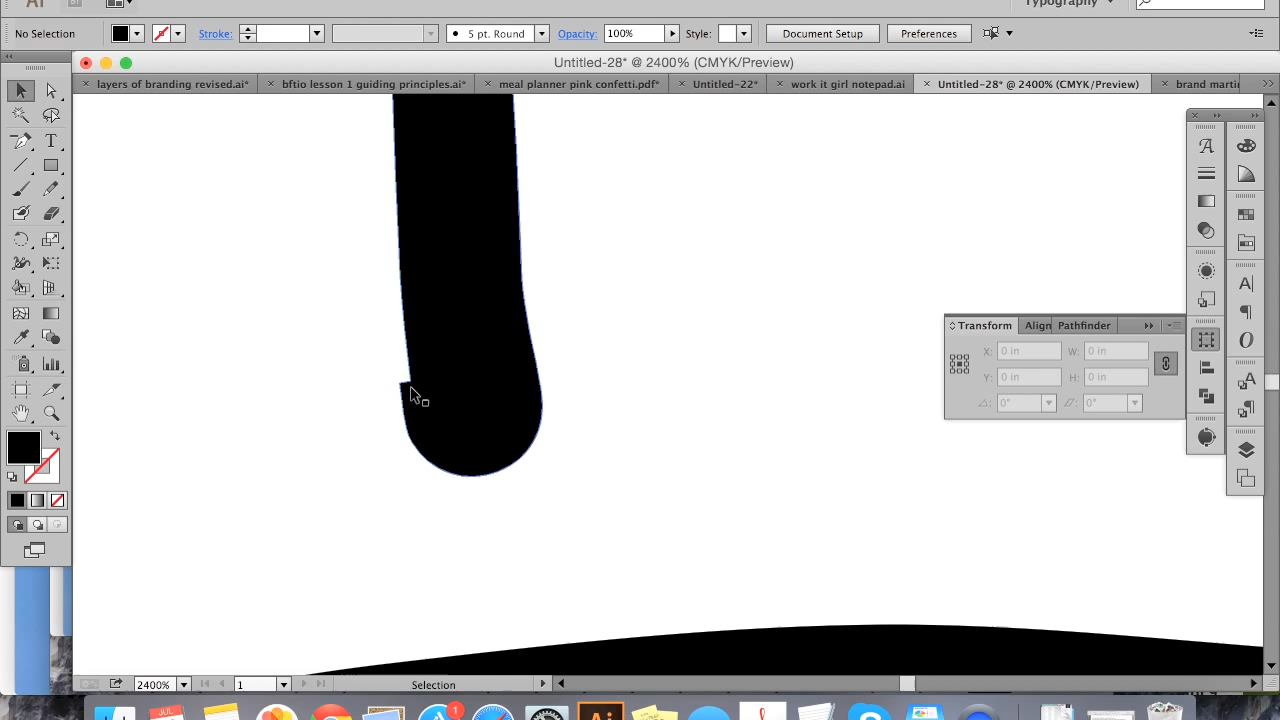 Typography
No Selection
Stroke:
5 pt. Round
Opacity:
100%
Style:
Document Setup
Preferences
Untitled-28* @ 2400% (CMYK/Preview)
layers of branding revised.ai*
bftio lesson 1 guiding principles.ai*
meal planner pink confetti.pdf*
Untitled-22*
work it girl notepad.ai
Untitled-28* @ 2400% (CMYK/Preview)
brand marti
Transform
Align
Pathfinder
X:
0 in
W:
0 in
Y:
0 in
H:
0 in
0°
0°
2400%
1
Selection
JUL
1